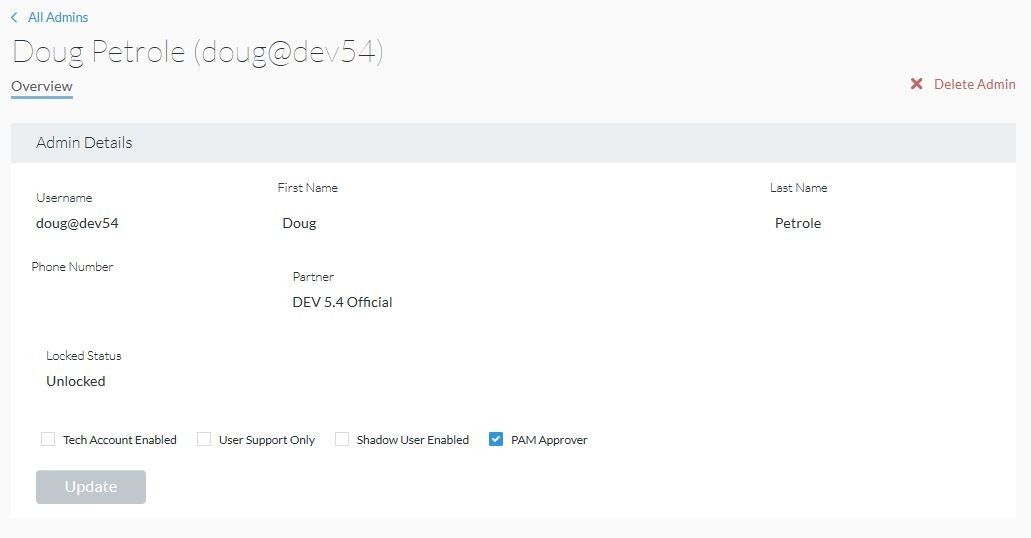 All Admins
Doug Petrole (doug@dev54)
Overview
Delete Admin
Admin Details
Username
First Name
Last Name
doug@dev54
Doug
Petrole
Phone Number
Partner
DEV 5.4 Official
Locked Status
Unlocked
Tech Account Enabled User Support Only Shadow User Enabled PAM Approver
Update